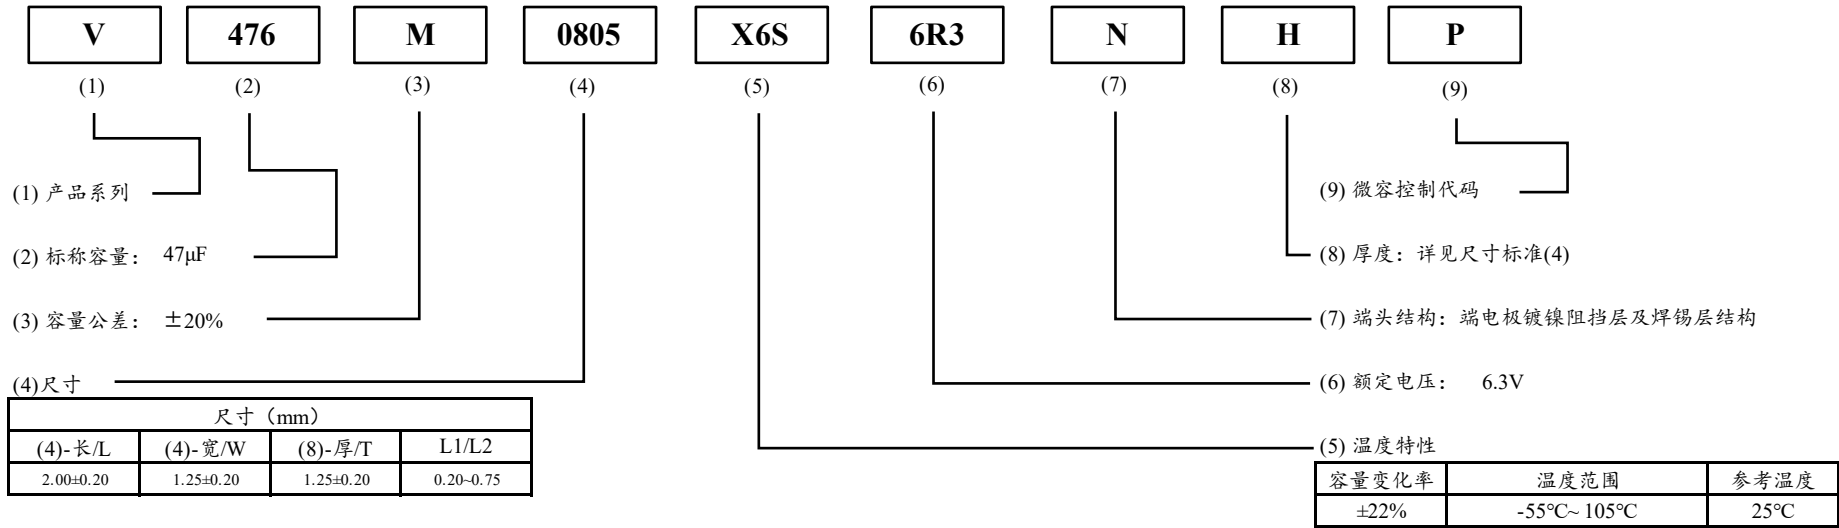 V 476 M 0805 X6S 6R3 N H P
(1) (2) (3) (4) (5) (6) (7) (8) (9)
(1) 产品系列
(2) 标称容量： 47μF
(3) 容量公差： ±20%
(4)尺寸
尺寸（mm）
(4)-长/L (4)-宽/W (8)-厚/T L1/L2
2.00±0.20 1.25±0.20 1.25±0.20 0.20~0.75
(9) 微容控制代码
(8) 厚度：详见尺寸标准(4)
(7) 端头结构：端电极镀镍阻挡层及焊锡层结构
(6) 额定电压： 6.3V
(5) 温度特性
容量变化率 温度范围 参考温度
±22% -55℃~ 105℃ 25℃